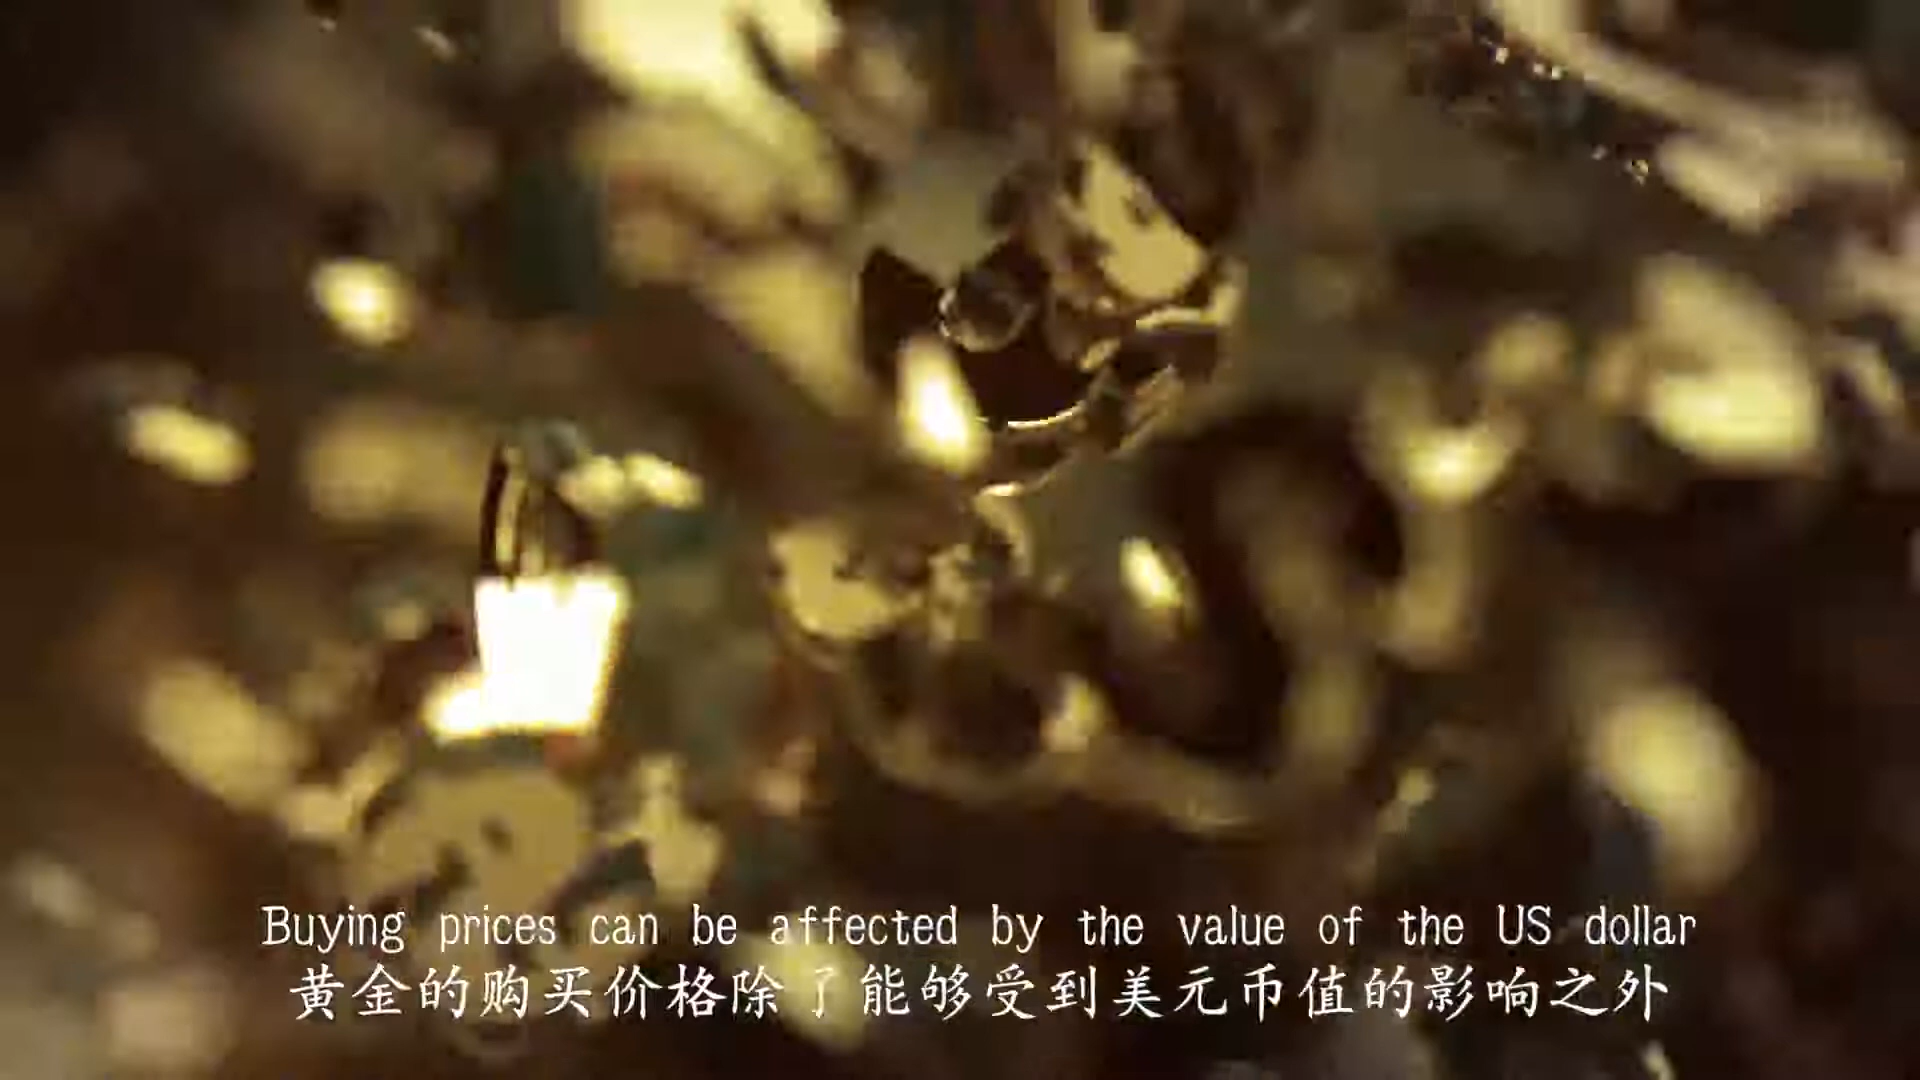 Buying prices can be affected by the value of the US dollar
黄金的购买价格除了能够受到美元币值的影响之外